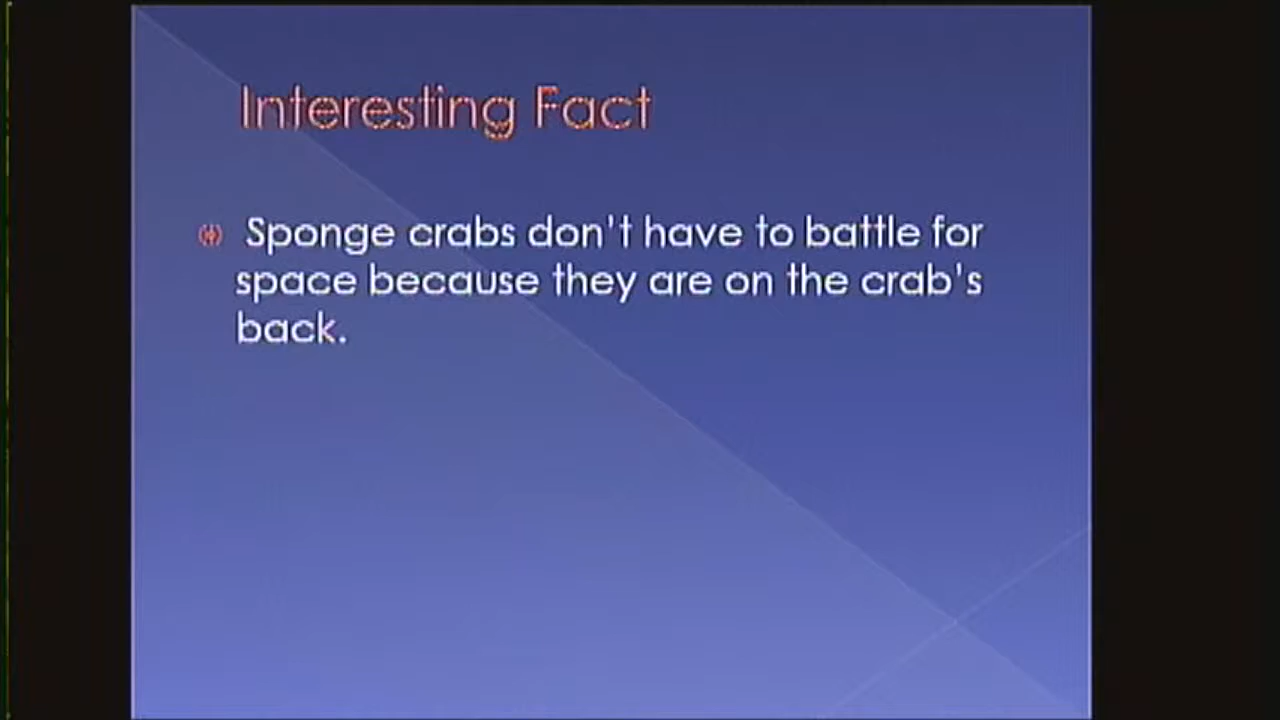 Interesting Fact
Sponge crabs don't have to battle for
space because they are on the crab's
back.